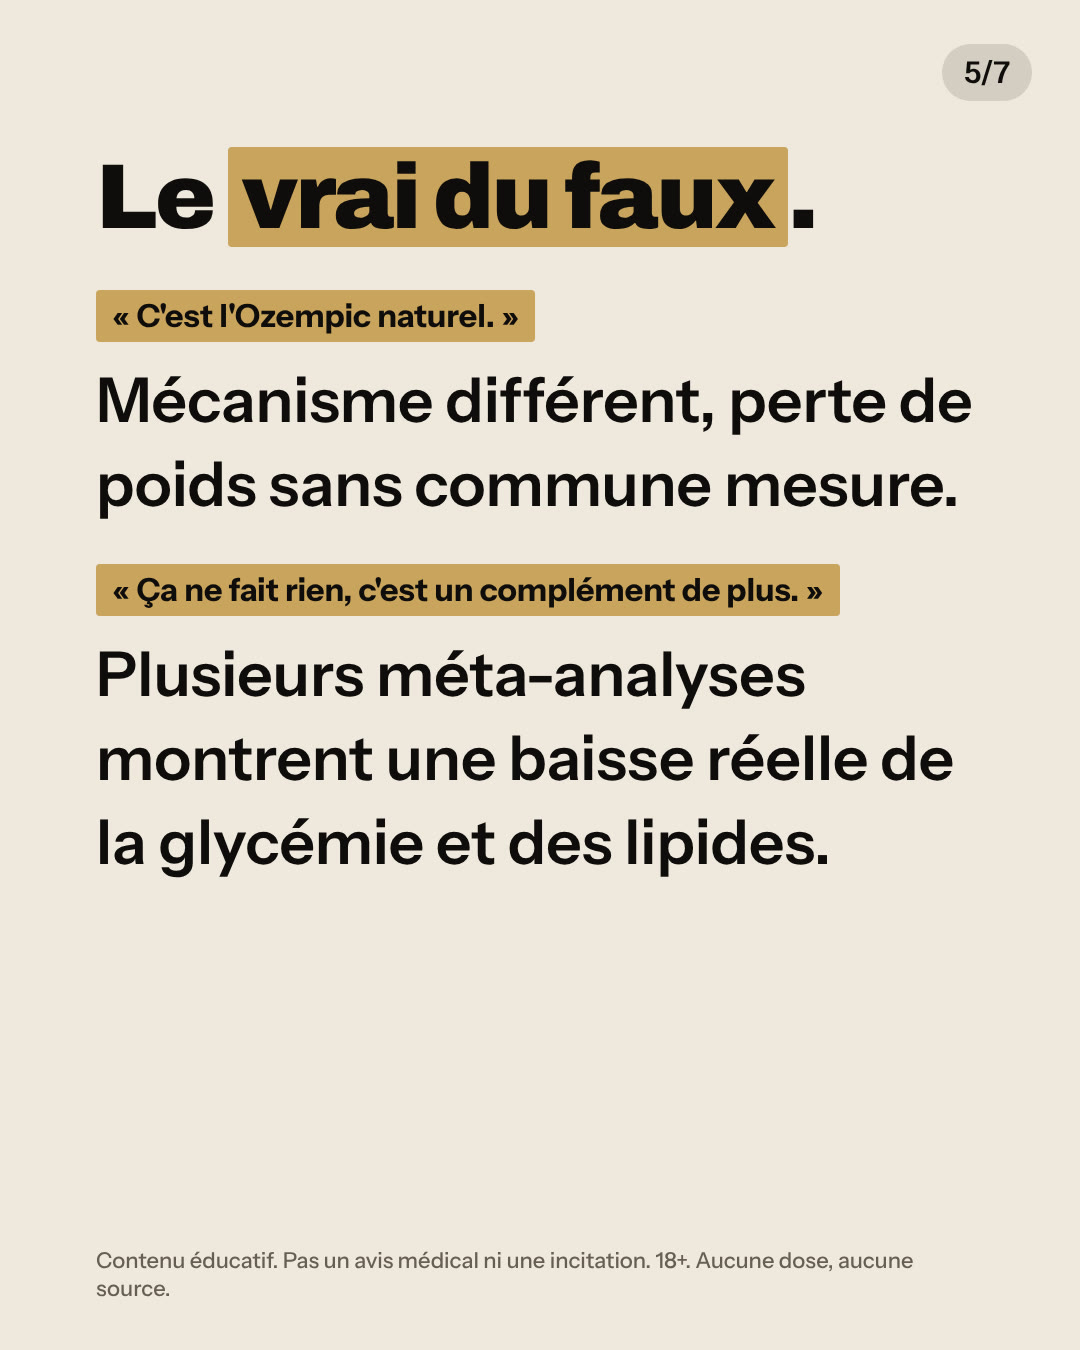 5/7
Le vrai du faux.
« C'est l'Ozempic naturel. »
Mécanisme différent, perte de
poids sans commune mesure.
« Ça ne fait rien, c'est un complément de plus. »
Plusieurs méta-analyses
montrent une baisse réelle de
la glycémie et des lipides.
Contenu éducatif. Pas un avis médical ni une incitation. 18+. Aucune dose, aucune
source.